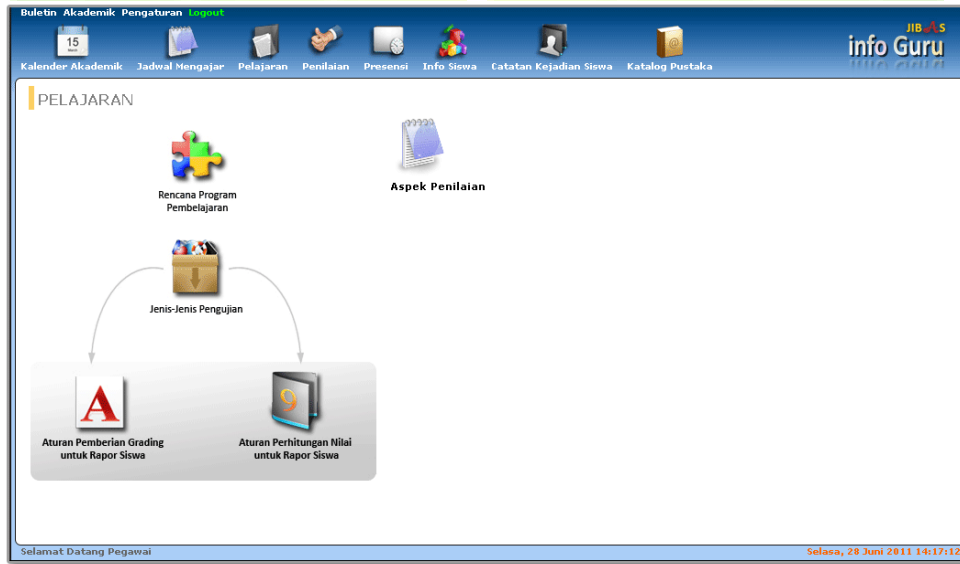 Buletin Akademik Pengaturan Logout
15
March
Kalender Akademik Jadwal Mengajar Pelajaran Penilaian Presensi Info Siswa Catatan Kejadian Siswa Katalog Pustaka
JIBAS
info Guru
PELAJARAN
Rencana Program
Pembelajaran
Aspek Penilaian
Jenis-Jenis Pengujian
A
9
Aturan Pemberian Grading
untuk Rapor Siswa
Aturan Perhitungan Nilai
untuk Rapor Siswa
Selamat Datang Pegawai
Selasa, 28 Juni 2011 14:17:12